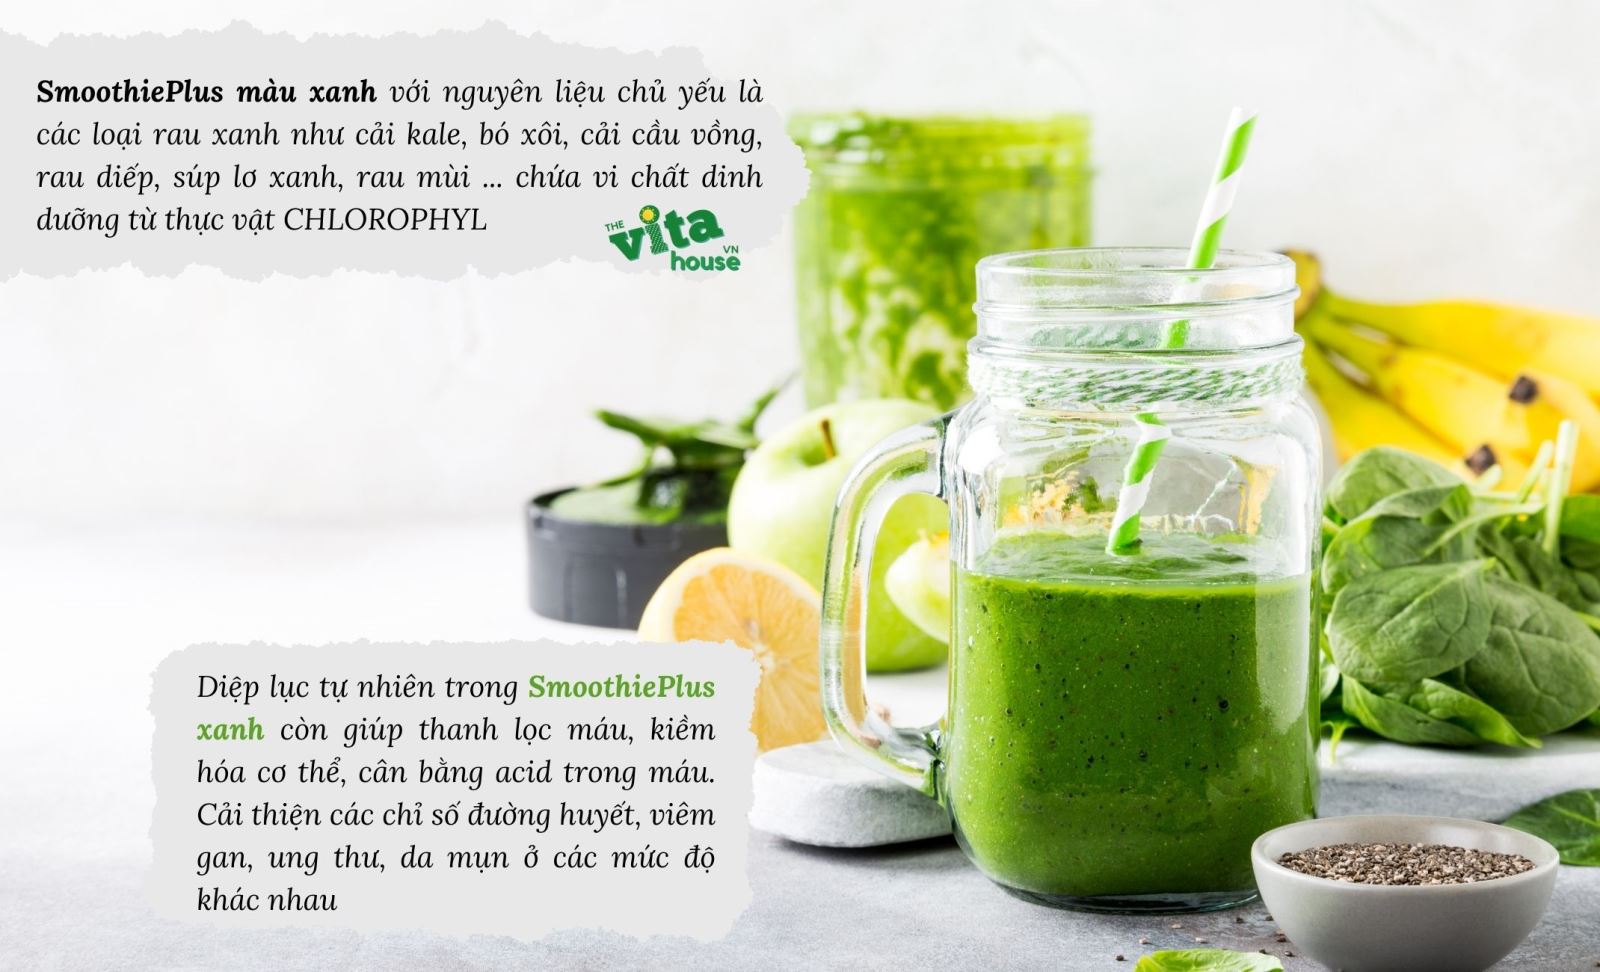 SmoothiePlus màu xanh với nguyên liệu chủ yếu là
các loại rau xanh như cải kale, bó xôi, cải cầu vồng,
rau diếp, súp lơ xanh, rau mùi ... chứa vi chất dinh
dưỡng từ thực vật CHLOROPHYL
THE
vita
VN
house
Diệp lục tự nhiên trong SmoothiePlus
xanh còn giúp thanh lọc máu, kiềm
hóa cơ thể, cân bằng acid trong máu.
Cải thiện các chỉ số đường huyết, viêm
gan, ung thư, da mụn ở các mức độ
khác nhau